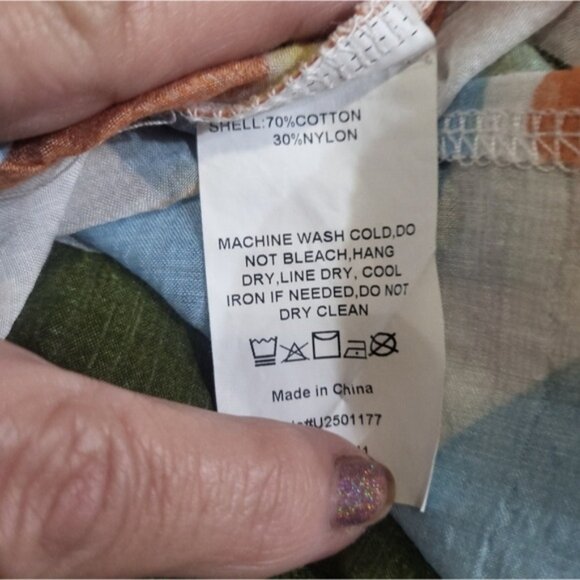 SHELL:70%COTTON
30%NYLON
MACHINE WASH COLD,DO
NOT BLEACH,HANG
DRY,LINE DRY, COOL
IRON IF NEEDED,DO NOT
DRY CLEAN
Made in China
#U2501177